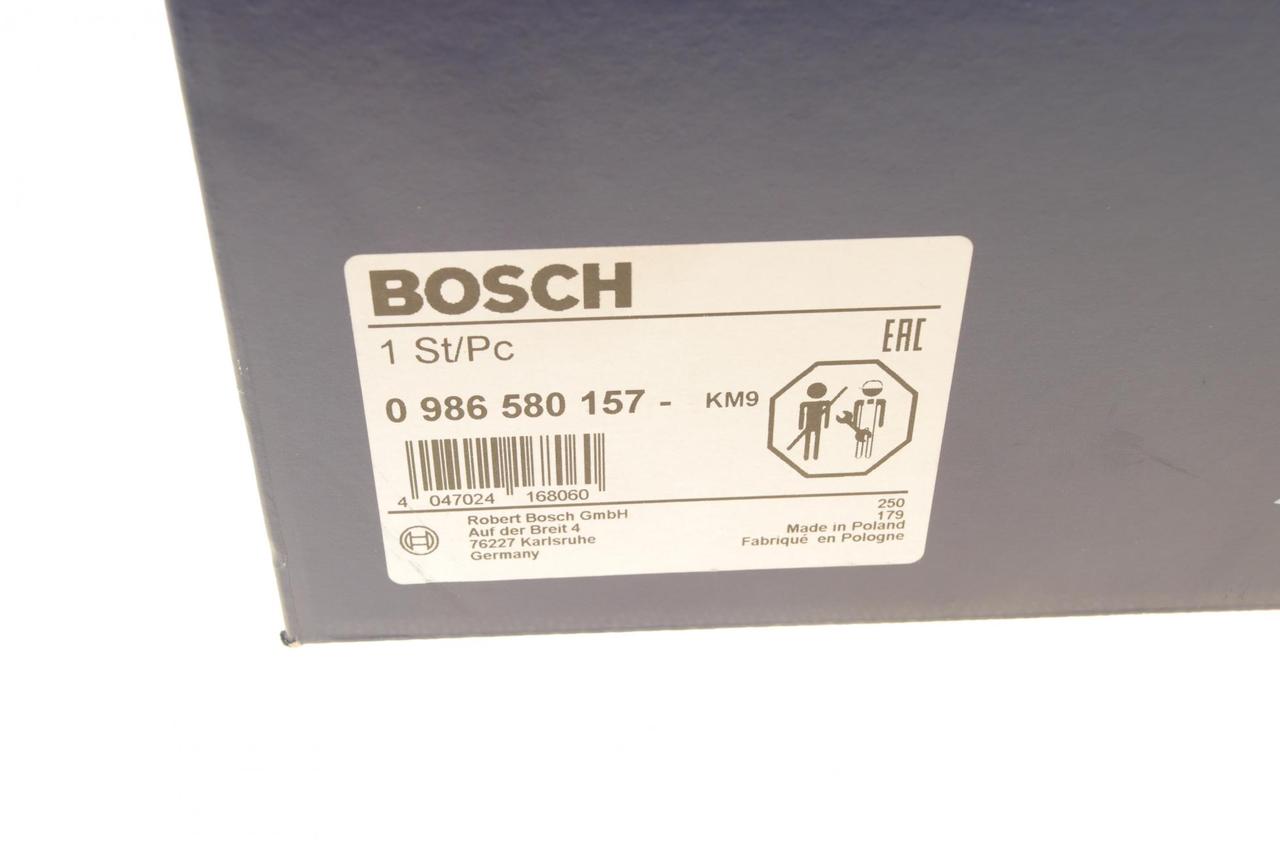 BOSCH
1 St/Pc
EAC
0 986 580 157 - KM9
4 047024 168060
Robert Bosch GmbH
Auf der Breit 4
76227 Karlsruhe
Germany
250
179
Made in Poland
Fabriqué en Pologne